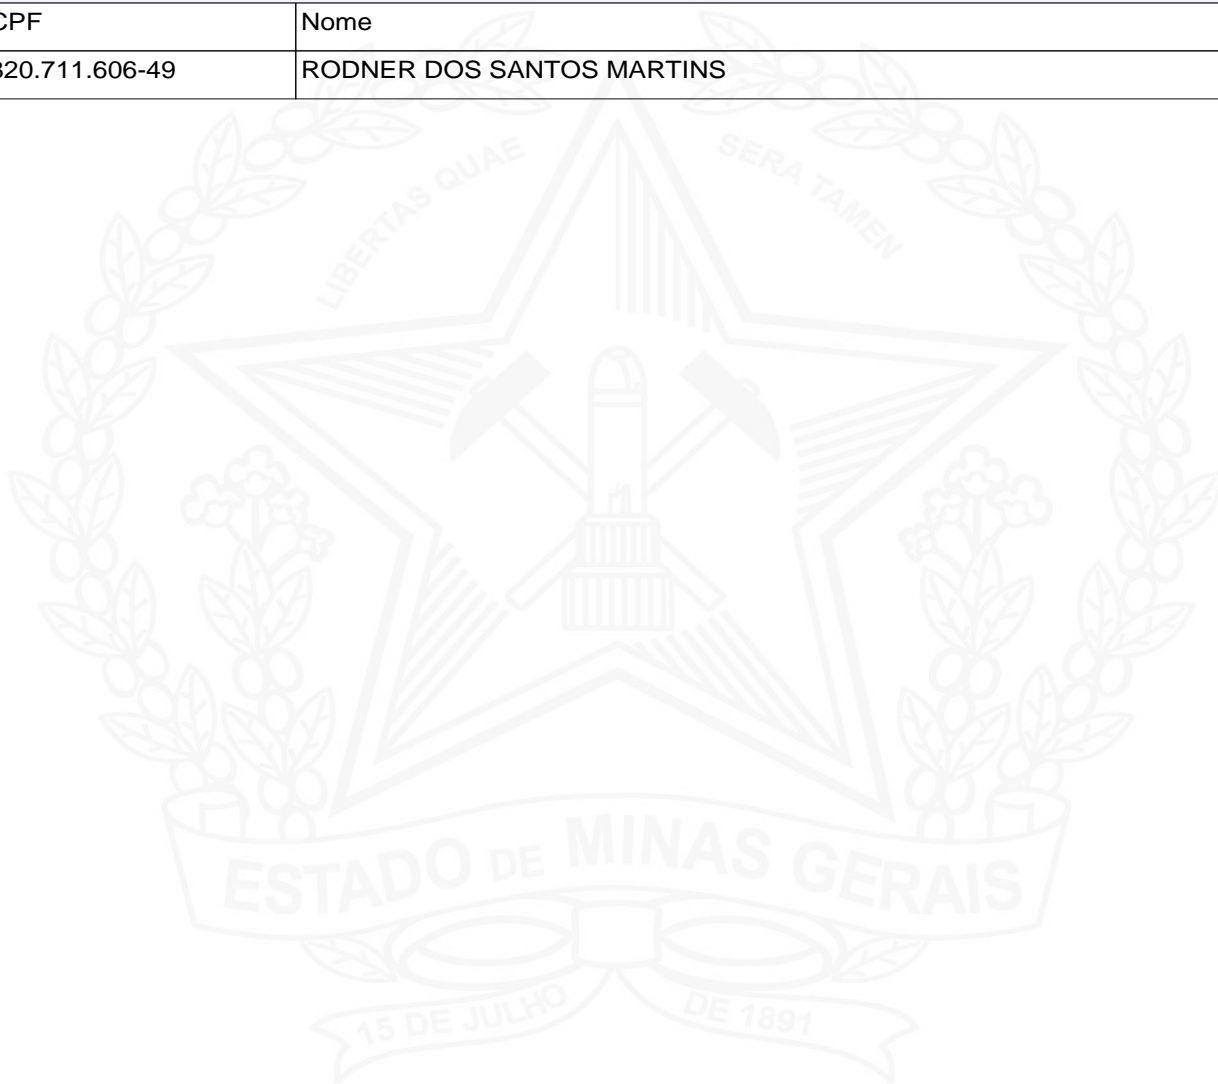 CPF Nome
820.711.606-49 RODNER DOS SANTOS MARTINS
LIBERTAS QUAE SERA TAMEN
ESTADO DE MINAS GERAIS
15 DE JULHO DE 1891